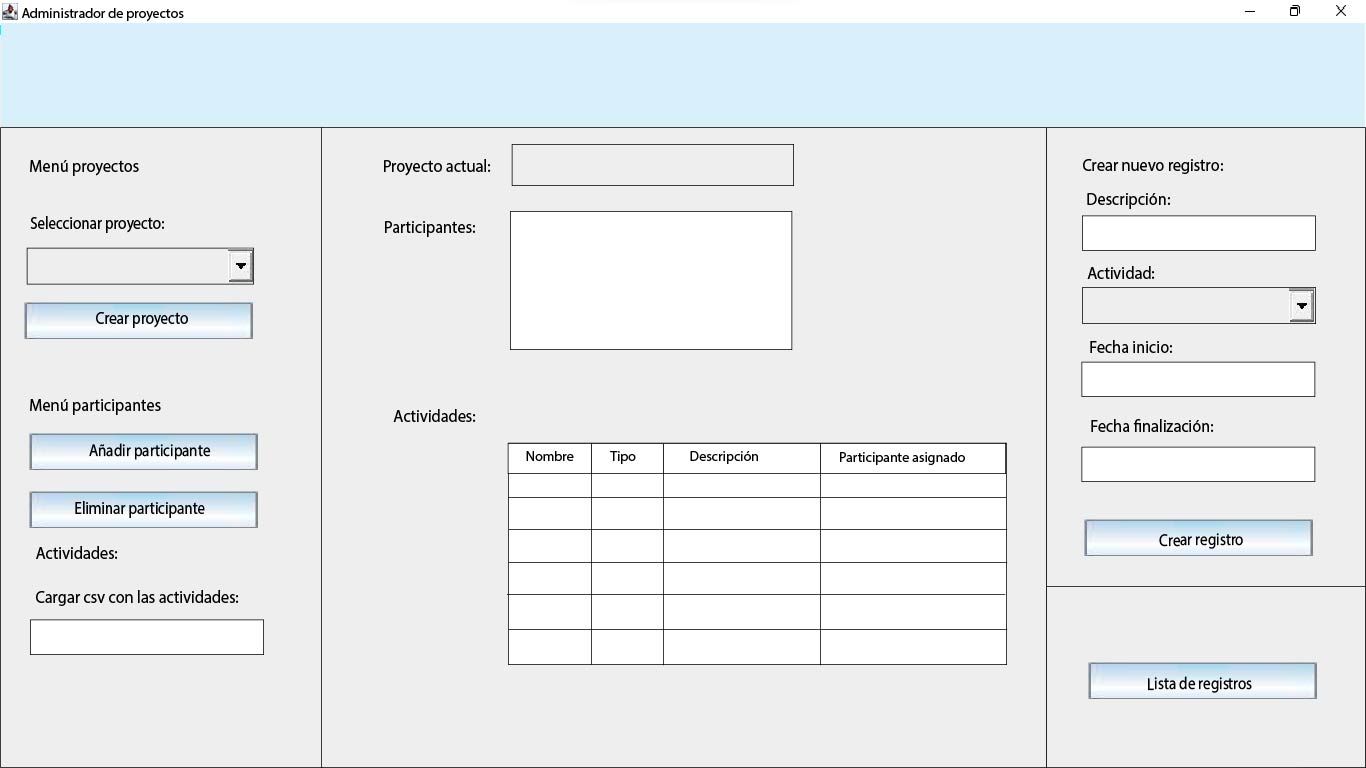 Administrador de proyectos
Menú proyectos
Seleccionar proyecto:
Crear proyecto
Menú participantes
Añadir participante
Eliminar participante
Actividades:
Cargar csv con las actividades:
Proyecto actual:
Participantes:
Actividades:
Nombre Tipo Descripción Participante asignado
Crear nuevo registro:
Descripción:
Actividad:
Fecha inicio:
Fecha finalización:
Crear registro
Lista de registros